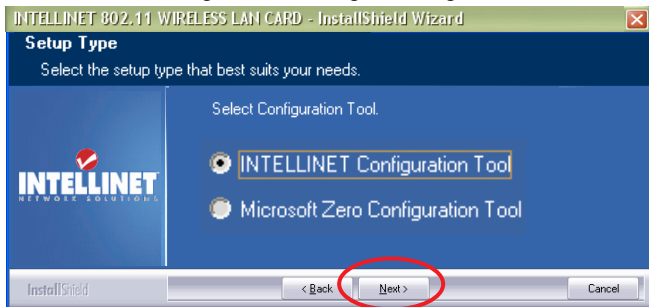 INTELLINET 802.11 WIRELESS LAN CARD - InstallShield Wizard
Setup Type
Select the setup type that best suits your needs.
Select Configuration Tool.
INTELLINET Configuration Tool
Microsoft Zero Configuration Tool
INTELLINET
NETWORK SOLUTIONS
InstallShield
< Back
Next >
Cancel